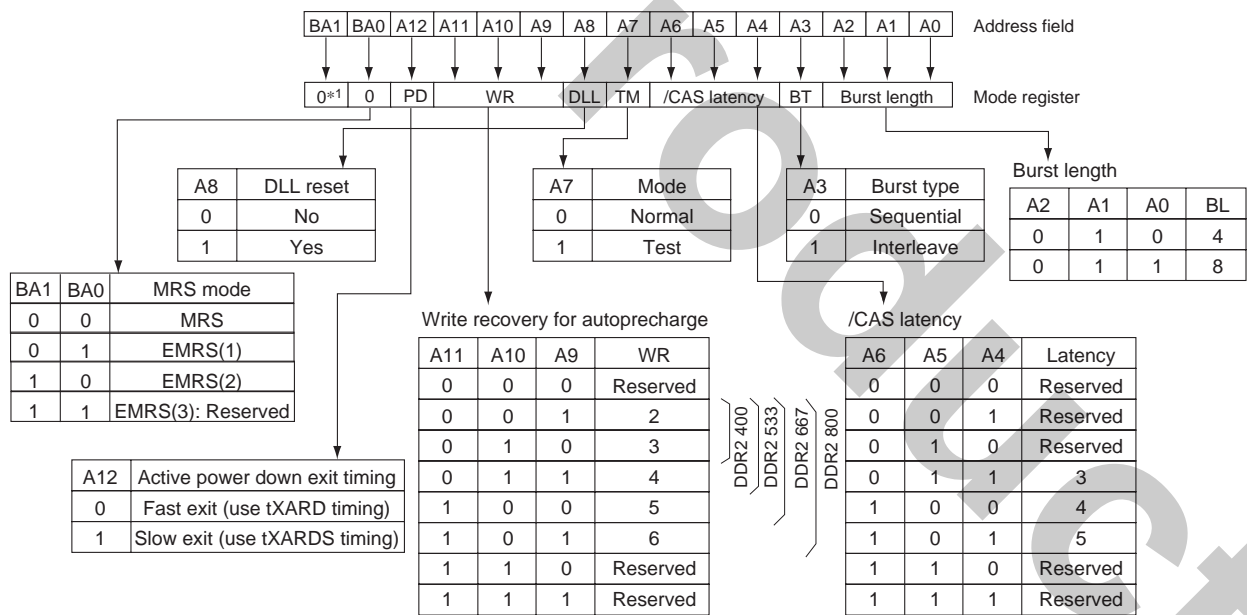 BA1 BA0 A12 A11 A10 A9 A8 A7 A6 A5 A4 A3 A2 A1 A0 Address field
0*1 0 PD WR DLL TM /CAS latency BT Burst length Mode register
A8 DLL reset
0 No
1 Yes
A7 Mode
0 Normal
1 Test
A3 Burst type
0 Sequential
1 Interleave
Burst length
A2 A1 A0 BL
0 1 0 4
0 1 1 8
BA1 BA0 MRS mode
0 0 MRS
0 1 EMRS(1)
1 0 EMRS(2)
1 1 EMRS(3): Reserved
A12 Active power down exit timing
0 Fast exit (use tXARD timing)
1 Slow exit (use tXARDS timing)
Write recovery for autoprecharge
A11 A10 A9 WR
0 0 0 Reserved
0 0 1 2
0 1 0 3
0 1 1 4
1 0 0 5
1 0 1 6
1 1 0 Reserved
1 1 1 Reserved
DDR2 400
DDR2 533
DDR2 667
DDR2 800
/CAS latency
A6 A5 A4 Latency
0 0 0 Reserved
0 0 1 Reserved
0 1 0 Reserved
0 1 1 3
1 0 0 4
1 0 1 5
1 1 0 Reserved
1 1 1 Reserved
roduct